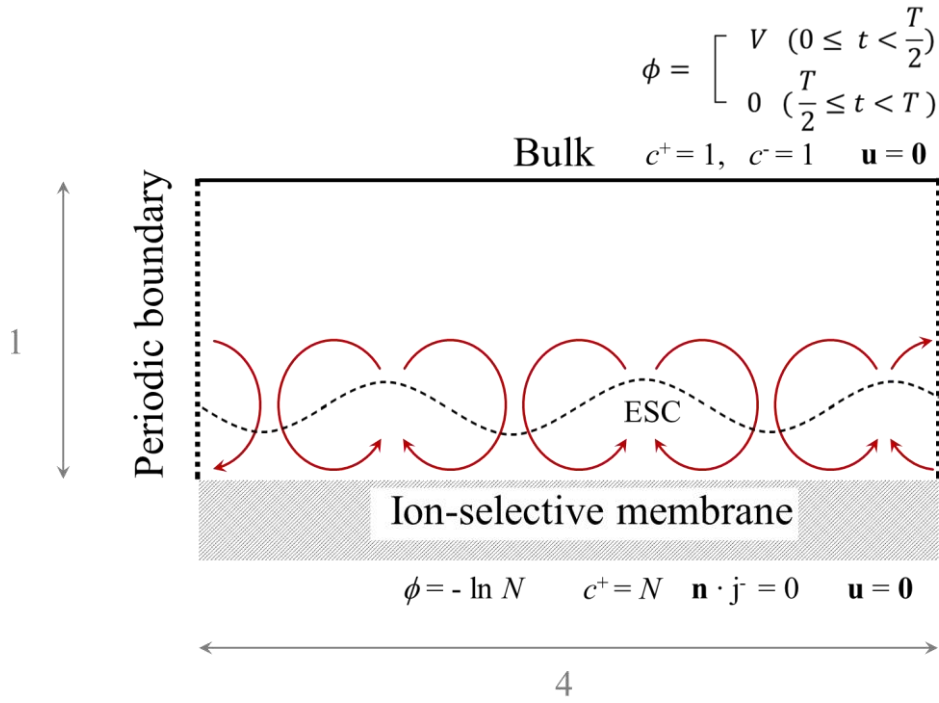 ϕ = [ V (0 ≤ t < T/2)
0 (T/2 ≤ t < T )
Bulk c⁺ = 1, c⁻ = 1 u = 0
Periodic boundary
1
ESC
Ion-selective membrane
ϕ = - ln N c⁺ = N n · j⁻ = 0 u = 0
4